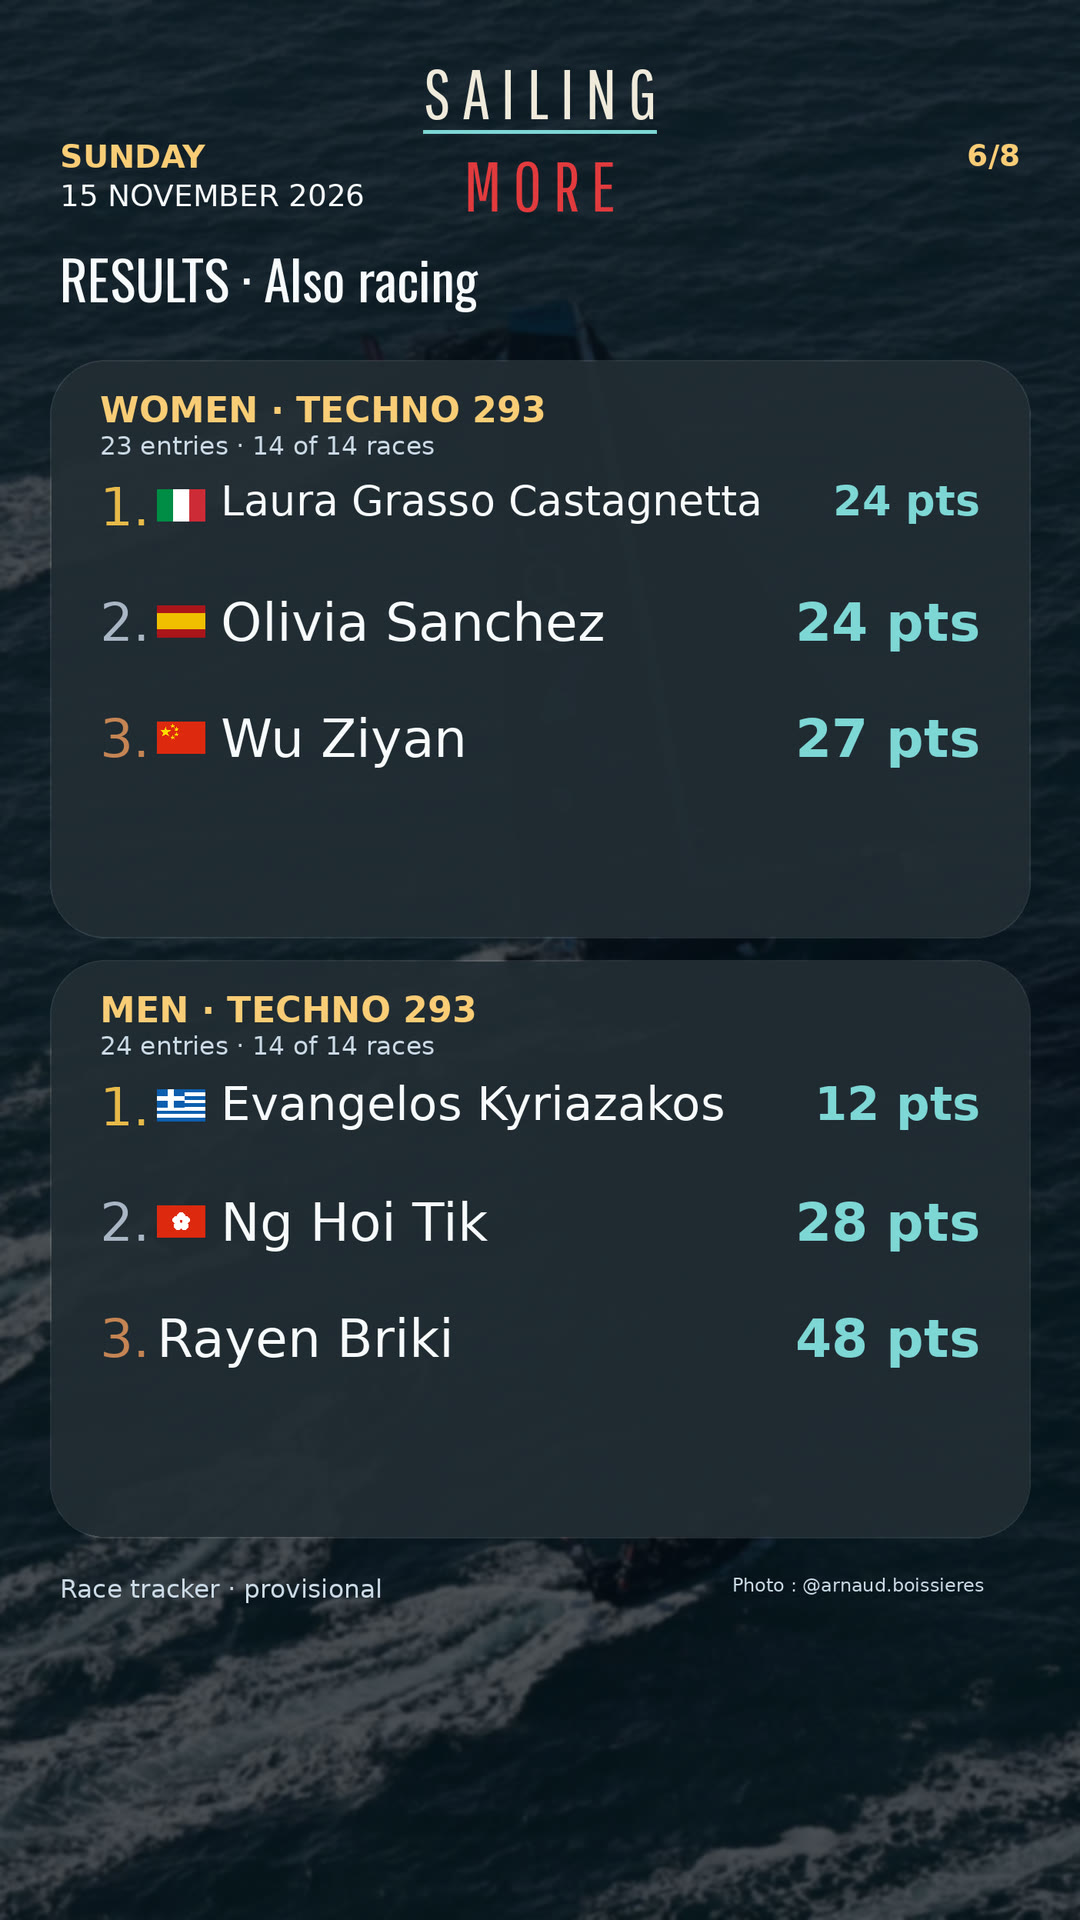 SAILING
MORE
SUNDAY
15 NOVEMBER 2026
6/8
RESULTS · Also racing
WOMEN · TECHNO 293
23 entries · 14 of 14 races
1. Laura Grasso Castagnetta 24 pts
2. Olivia Sanchez 24 pts
3. Wu Ziyan 27 pts
MEN · TECHNO 293
24 entries · 14 of 14 races
1. Evangelos Kyriazakos 12 pts
2. Ng Hoi Tik 28 pts
3. Rayen Briki 48 pts
Race tracker · provisional
Photo : @arnaud.boissieres